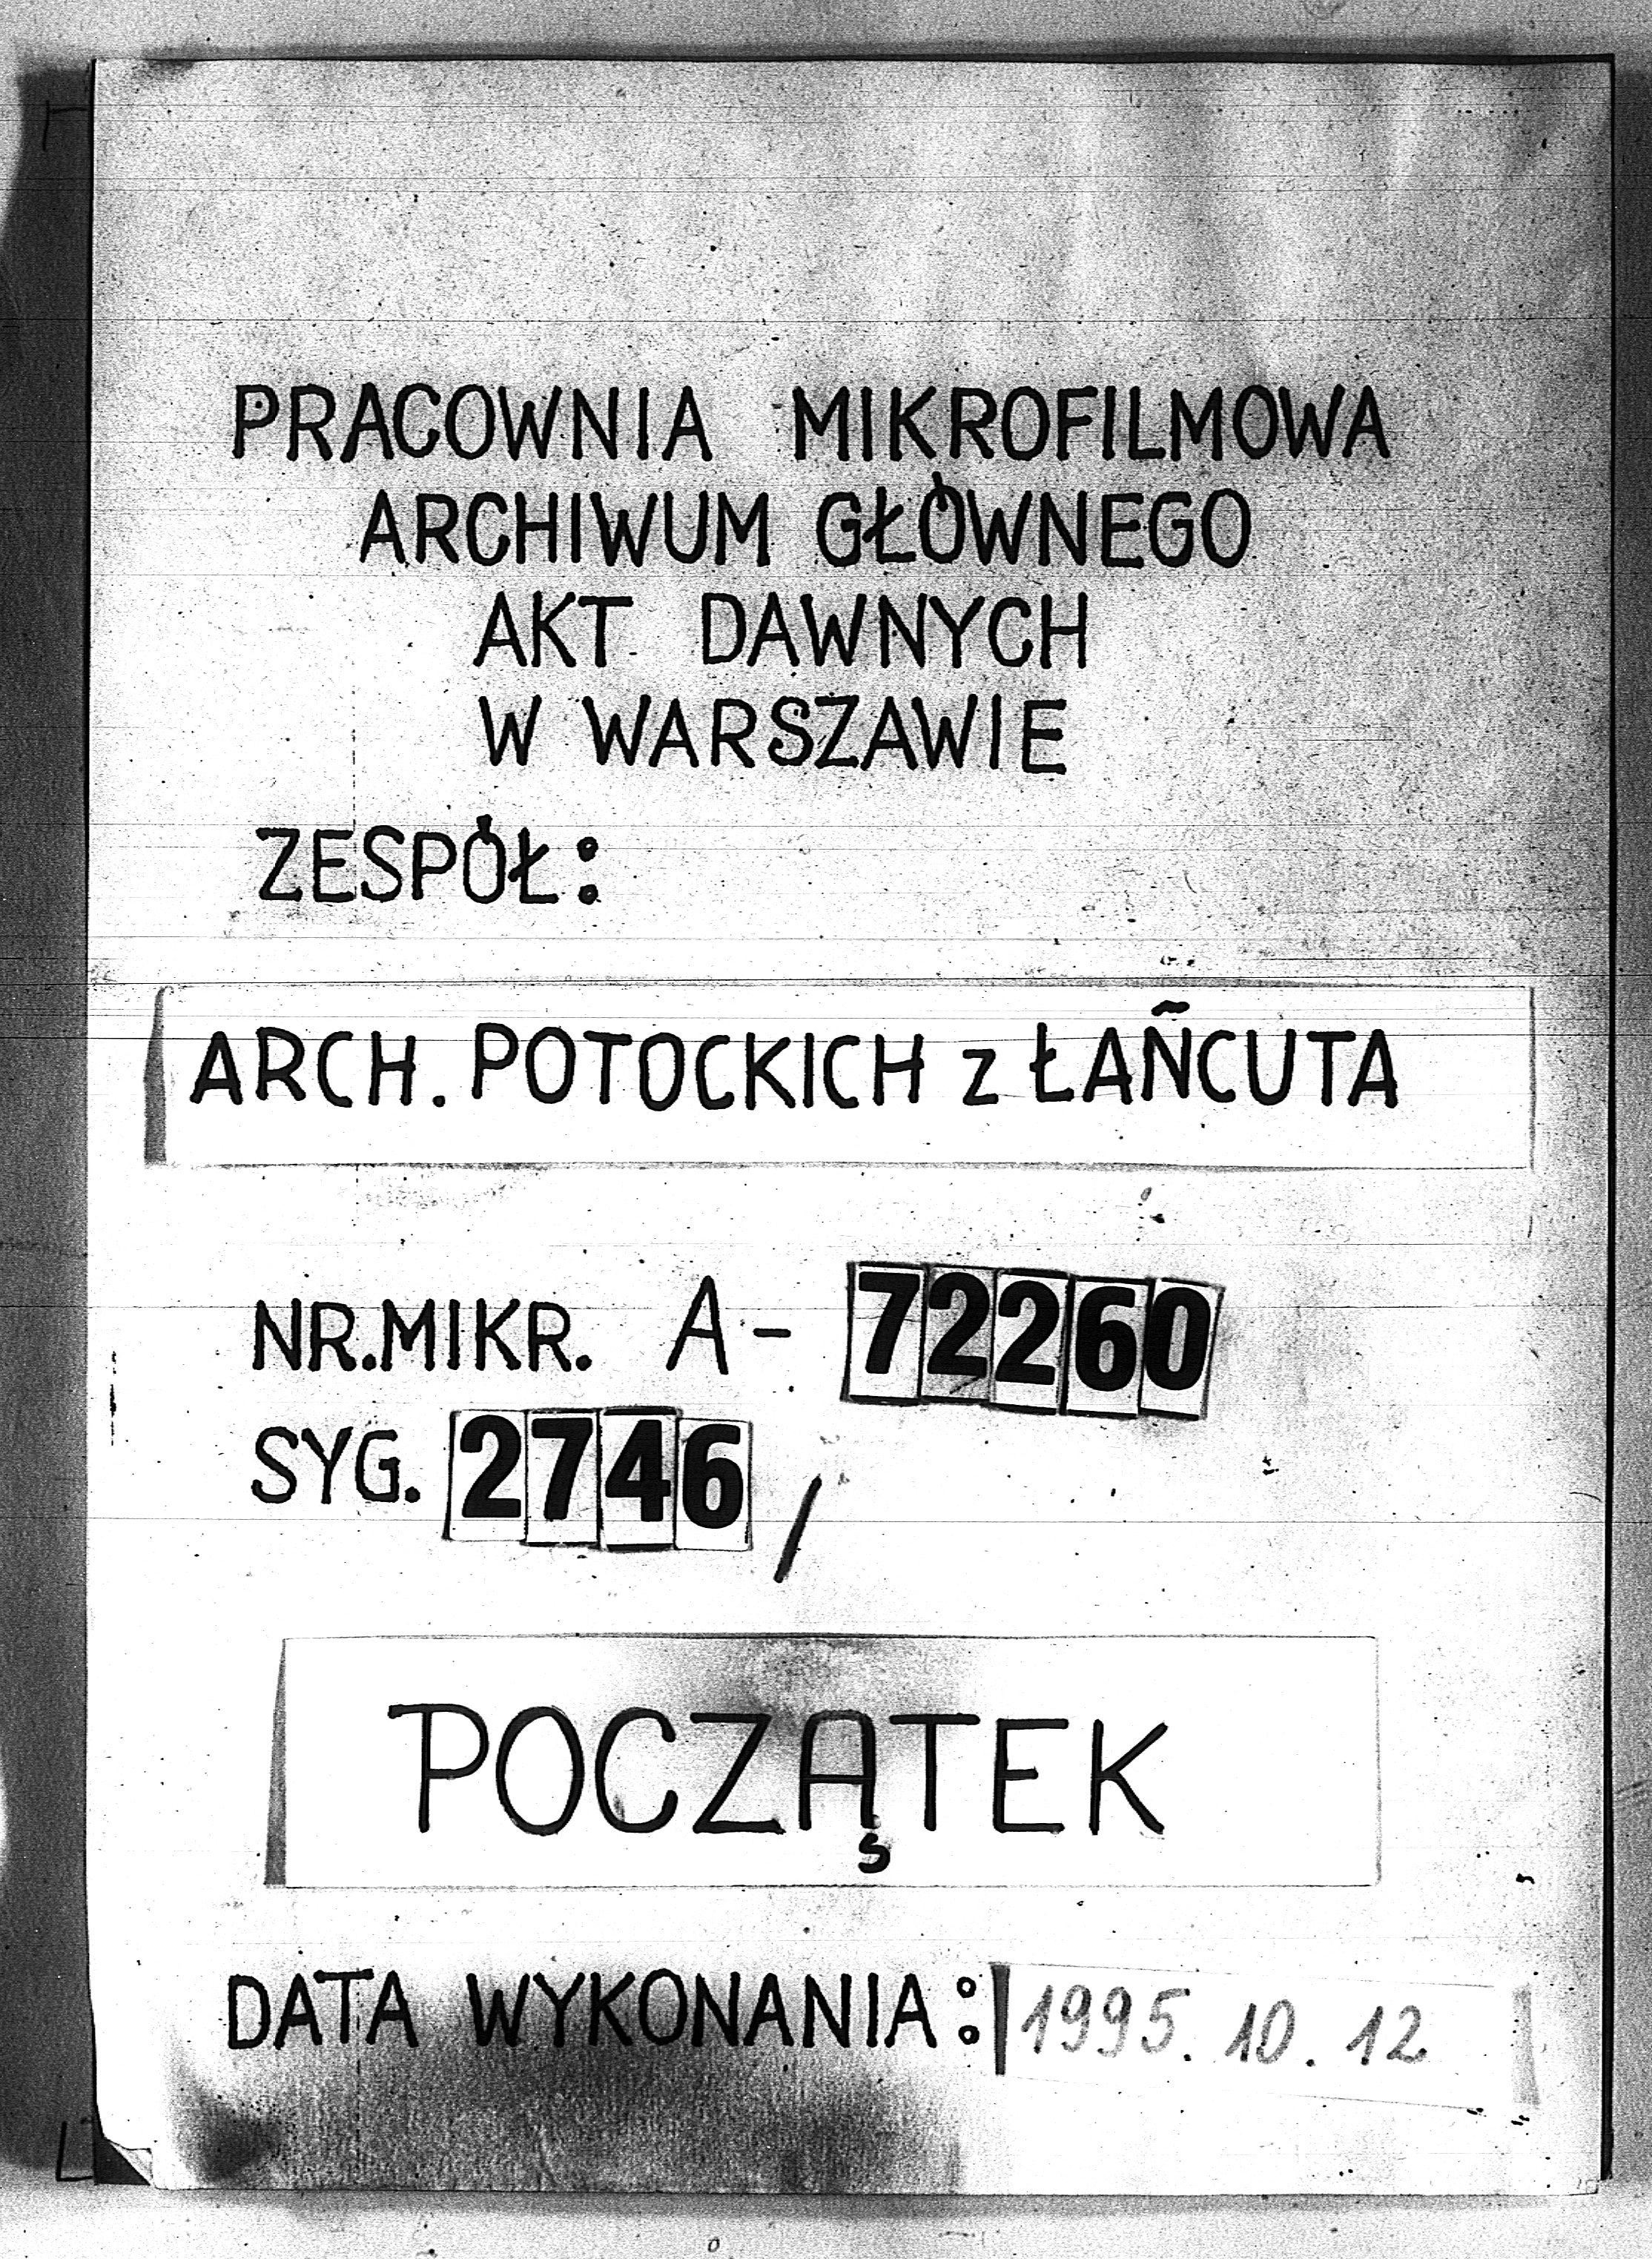 PRACOWNIA MIKROFILMOWA
ARCHIWUM GŁÓWNEGO
AKT DAWNYCH
W WARSZAWIE
ZESPÓŁ:
ARCH. POTOCKICH z ŁAÑCUTA
NR.MIKR. A- 72260
SYG. 2746 /
POCZĄTEK
DATA WYKONANIA: 1995. 10. 12